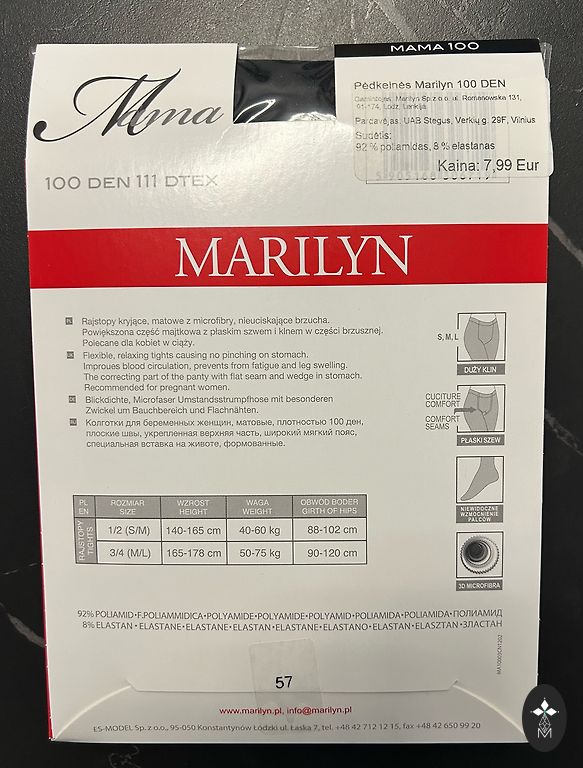 Mama
MAMA 100
Pėdkelnės Marilyn 100 DEN
Gamintojas: Marilyn Sp.z o.o. ul. Romanowska 131,
91-174, Lodz, Lenkija
Pardavėjas: UAB Stegus, Verkių g. 29F, Vilnius
Sudėtis:
92 % poliamidas, 8 % elastanas
Kaina: 7,99 Eur
100 DEN 111 DTEX
MARILYN
PL Rajstopy kryjące, matowe z microfibry, nieuciskające brzucha.
Powiększona część majtkowa z płaskim szwem i klnem w części brzusznej.
Polecane dla kobiet w ciąży.
Flexible, relaxing tights causing no pinching on stomach.
Improues blood circulation, prevents from fatigue and leg swelling.
The correcting part of the panty with flat seam and wedge in stomach.
Recommended for pregnant women.
Blickdichte, Microfaser Umstandsstrumpfhose mit besonderen
Zwickel um Bauchbereich und Flachnähten.
Колготки для беременных женщин, матовые, плотностью 100 ден,
плоские швы, укрепленная верхняя часть, широкий мягкий пояс,
специальная вставка на животе, формованные.
S, M, L
DUŻY KLIN
CUCITURE
COMFORT
COMFORT
SEAMS
PŁASKI SZEW
NIEWIDOCZNE
WZMOCNIENIE
PALCÓW
3D MICROFIBRA
PL ROZMIAR WZROST WAGA OBWÓD BIODER
EN SIZE HEIGHT WEIGHT GIRTH OF HIPS
RAJSTOPY
TIGHTS
1/2 (S/M) 140-165 cm 40-60 kg 88-102 cm
3/4 (M/L) 165-178 cm 50-75 kg 90-120 cm
92% POLIAMID•F.POLIAMMIDICA•POLYAMIDE•POLYAMIDE•POLYAMID•POLIAMIDA•POLIAMIDA•ПОЛИАМИД
8% ELASTAN•ELASTANE•ELASTAN•ELASTANE•ELASTANO•ELASTAN•ELASZTAN•ЭЛАСТАН
57
www.marilyn.pl, info@marilyn.pl
ES-MODEL Sp. z o.o., 95-050 Konstantynów Łódzki ul. Łaska 7, tel. +48 42 712 12 15, fax +48 42 650 99 20
M